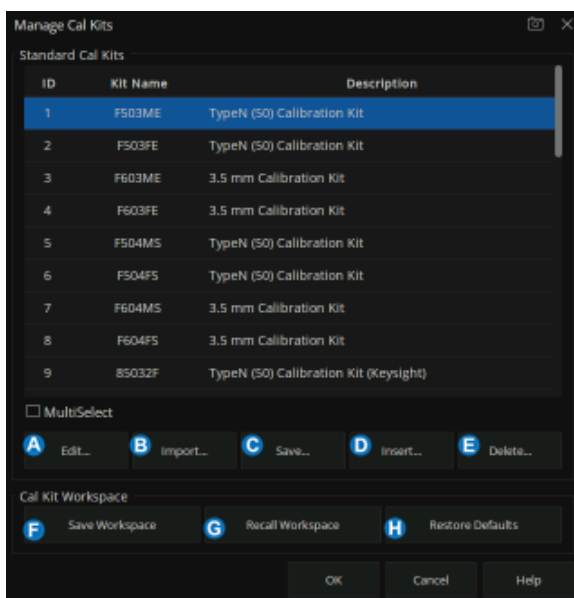 Manage Cal Kits
Standard Cal Kits
ID Kit Name Description
1 F503ME TypeN (50) Calibration Kit
2 F503FE TypeN (50) Calibration Kit
3 F603ME 3.5 mm Calibration Kit
4 F603FE 3.5 mm Calibration Kit
5 F504MS TypeN (50) Calibration Kit
6 F504FS TypeN (50) Calibration Kit
7 F604MS 3.5 mm Calibration Kit
8 F604FS 3.5 mm Calibration Kit
9 85032F TypeN (50) Calibration Kit (Keysight)
MultiSelect
A Edit... B Import... C Save... D Insert... E Delete...
Cal Kit Workspace
F Save Workspace G Recall Workspace H Restore Defaults
OK Cancel Help